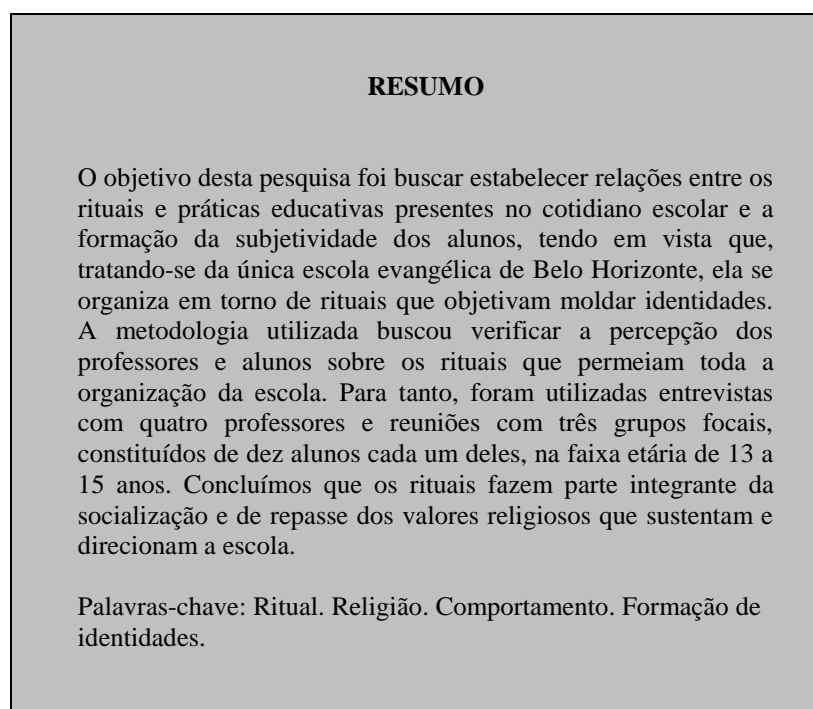 RESUMO
O objetivo desta pesquisa foi buscar estabelecer relações entre os
rituais e práticas educativas presentes no cotidiano escolar e a
formação da subjetividade dos alunos, tendo em vista que,
tratando-se da única escola evangélica de Belo Horizonte, ela se
organiza em torno de rituais que objetivam moldar identidades.
A metodologia utilizada buscou verificar a percepção dos
professores e alunos sobre os rituais que permeiam toda a
organização da escola. Para tanto, foram utilizadas entrevistas
com quatro professores e reuniões com três grupos focais,
constituídos de dez alunos cada um deles, na faixa etária de 13 a
15 anos. Concluímos que os rituais fazem parte integrante da
socialização e de repasse dos valores religiosos que sustentam e
direcionam a escola.
Palavras-chave: Ritual. Religião. Comportamento. Formação de
identidades.